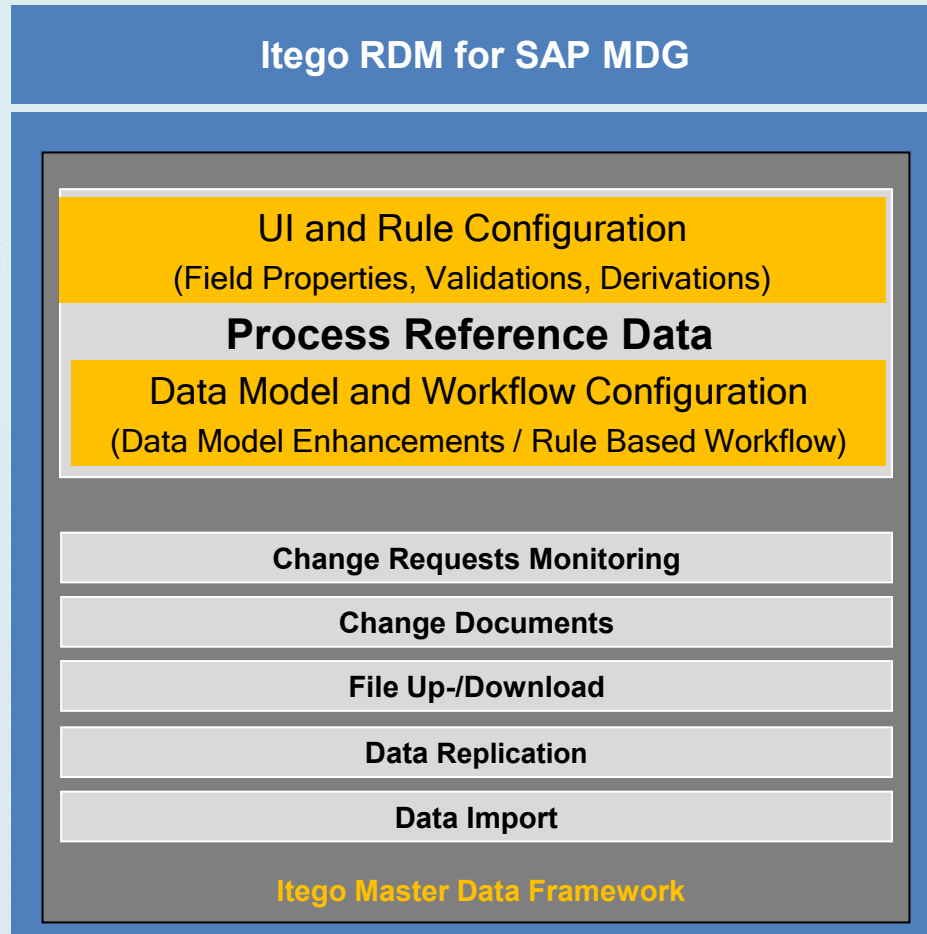 Itego RDM for SAP MDG
UI and Rule Configuration
(Field Properties, Validations, Derivations)
Process Reference Data
Data Model and Workflow Configuration
(Data Model Enhancements / Rule Based Workflow)
Change Requests Monitoring
Change Documents
File Up-/Download
Data Replication
Data Import
Itego Master Data Framework